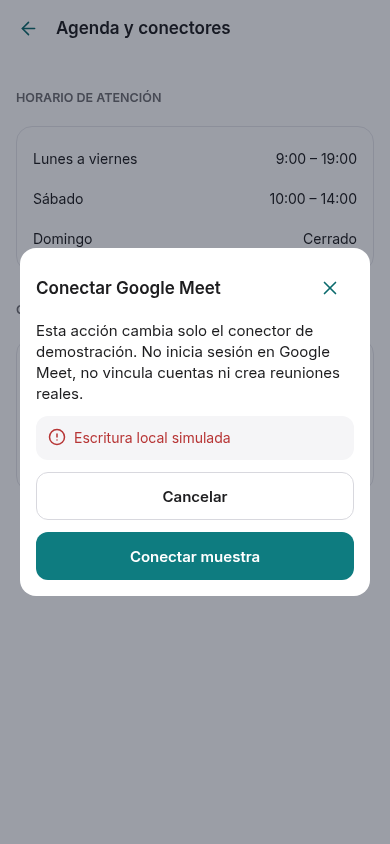 Agenda y conectores
HORARIO DE ATENCIÓN
Lunes a viernes 9:00 – 19:00
Sábado 10:00 – 14:00
Domingo Cerrado
Conectar Google Meet
Esta acción cambia solo el conector de
demostración. No inicia sesión en Google
Meet, no vincula cuentas ni crea reuniones
reales.
Escritura local simulada
Cancelar
Conectar muestra